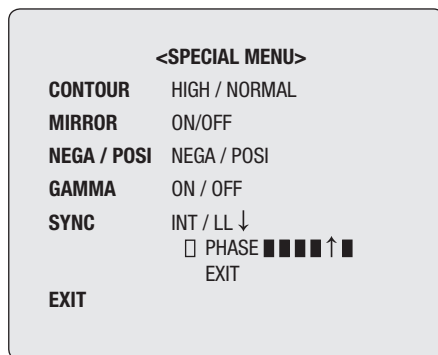 <SPECIAL MENU>
CONTOUR HIGH / NORMAL
MIRROR ON/OFF
NEGA / POSI NEGA / POSI
GAMMA ON / OFF
SYNC INT / LL ↓
▯ PHASE ▮▮▮▮↑▮
EXIT
EXIT